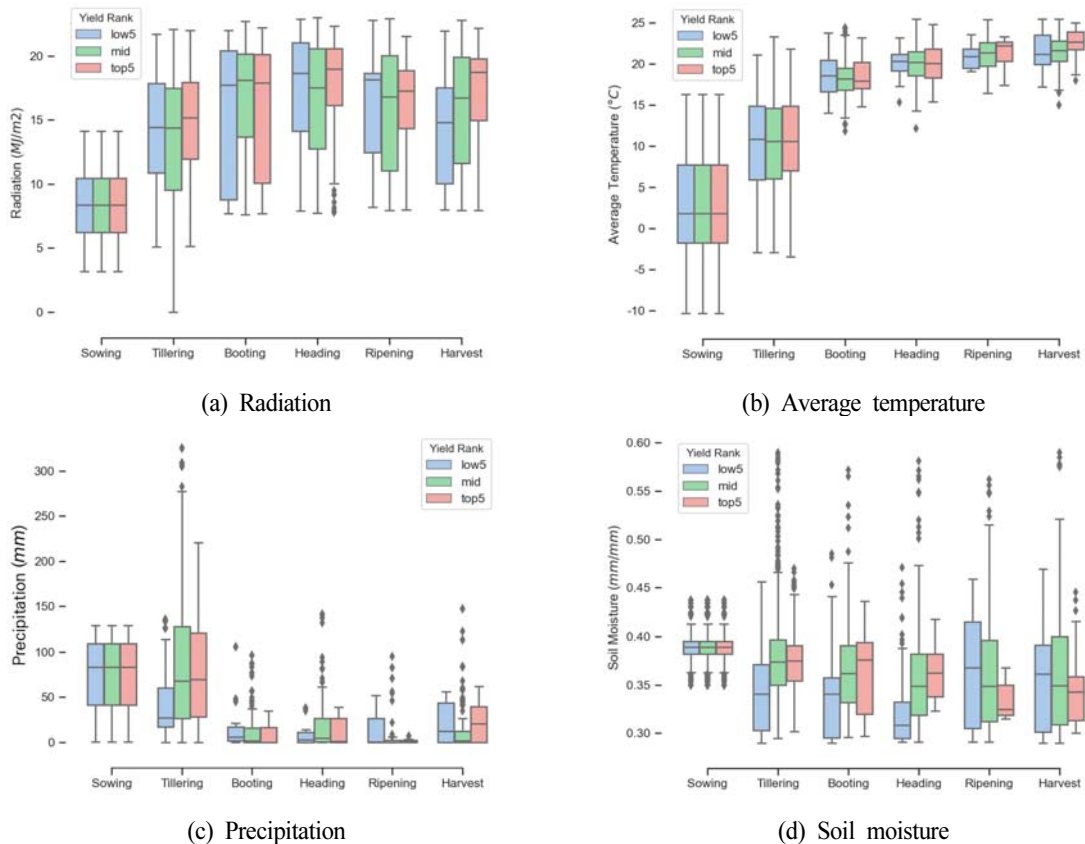 Yield Rank
low5
mid
top5
Radiation (MJ/m2)
20
15
10
5
0
Sowing Tillering Booting Heading Ripening Harvest
(a) Radiation
Yield Rank
low5
mid
top5
Average Temperature (°C)
25
20
15
10
5
0
-5
-10
Sowing Tillering Booting Heading Ripening Harvest
(b) Average temperature
Yield Rank
low5
mid
top5
Precipitation (mm)
300
250
200
150
100
50
0
Sowing Tillering Booting Heading Ripening Harvest
(c) Precipitation
Yield Rank
low5
mid
top5
Soil Moisture (mm/mm)
0.60
0.55
0.50
0.45
0.40
0.35
0.30
Sowing Tillering Booting Heading Ripening Harvest
(d) Soil moisture